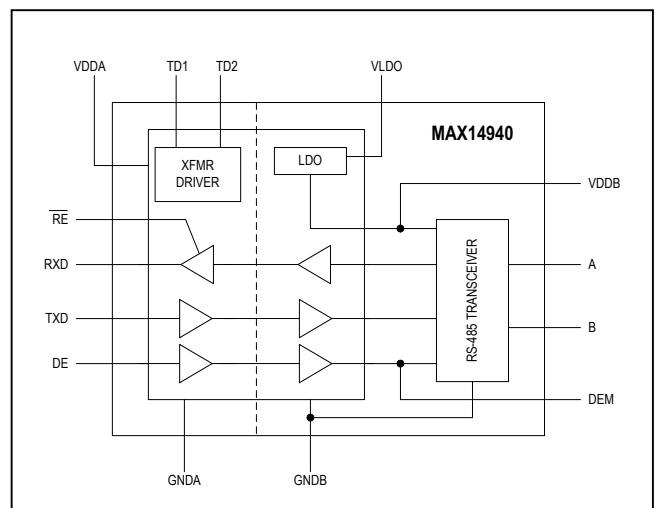 VDDA TD1 TD2 VLDO
MAX14940
XFMR
DRIVER
LDO
VDDB
RE
RXD
A
TXD
B
DE
RS-485 TRANSCEIVER
DEM
GNDA GNDB